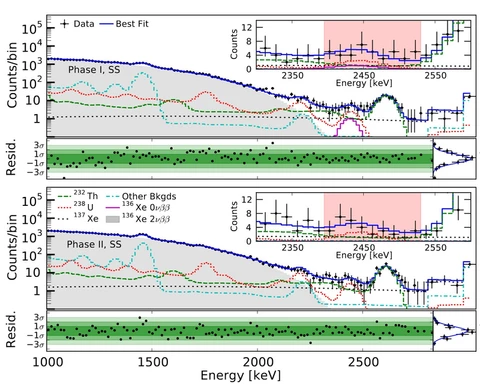 Data Best Fit
Counts/bin
10⁵
10⁴
10³
10²
10
1
Phase I, SS
Counts
12
8
4
0
2350 2450 2550
Energy [keV]
Resid.
3σ
1σ
−1σ
−3σ
Counts/bin
10⁵
10⁴
10³
10²
10
1
²³²Th Other Bkgds
²³⁸U ¹³⁶Xe 0νββ
¹³⁷Xe ¹³⁶Xe 2νββ
Phase II, SS
Counts
12
8
4
0
2350 2450 2550
Energy [keV]
Resid.
3σ
1σ
−1σ
−3σ
1000 1500 2000 2500
Energy [keV]